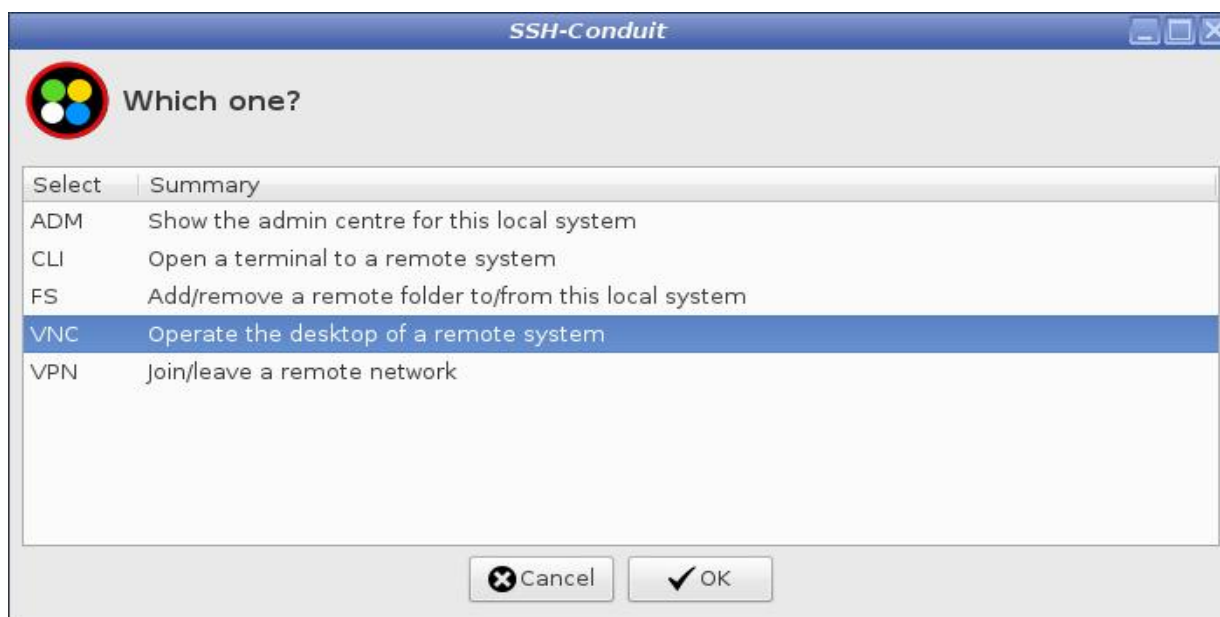 SSH-Conduit
Which one?
Select Summary
ADM Show the admin centre for this local system
CLI Open a terminal to a remote system
FS Add/remove a remote folder to/from this local system
VNC Operate the desktop of a remote system
VPN Join/leave a remote network
Cancel OK